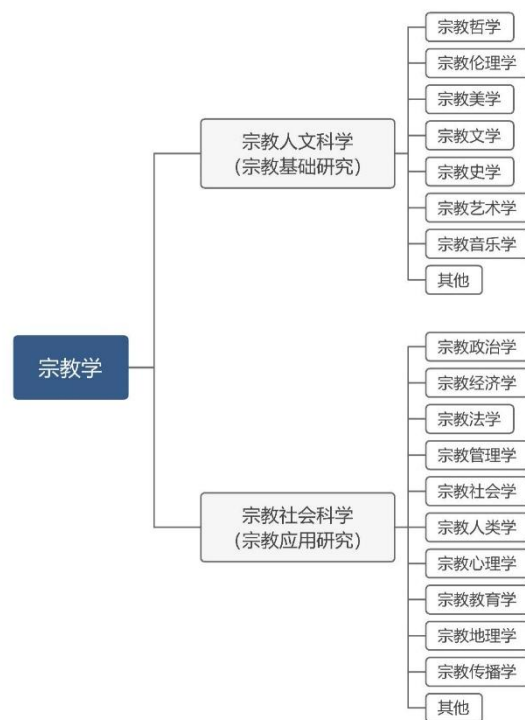 宗教学
宗教人文科学
（宗教基础研究）
宗教哲学
宗教伦理学
宗教美学
宗教文学
宗教史学
宗教艺术学
宗教音乐学
其他
宗教社会科学
（宗教应用研究）
宗教政治学
宗教经济学
宗教法学
宗教管理学
宗教社会学
宗教人类学
宗教心理学
宗教教育学
宗教地理学
宗教传播学
其他